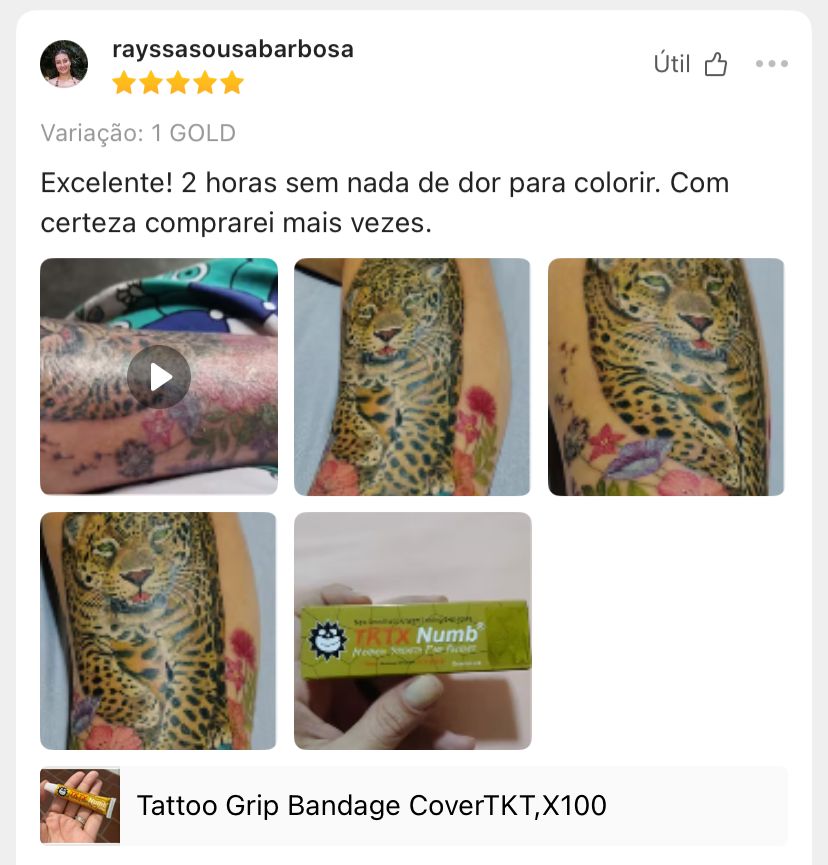 rayssasousabarbosa
Útil
Variação: 1 GOLD
Excelente! 2 horas sem nada de dor para colorir. Com
certeza comprarei mais vezes.
TKTX Numb®
Numb
Tattoo Grip Bandage CoverTKT,X100